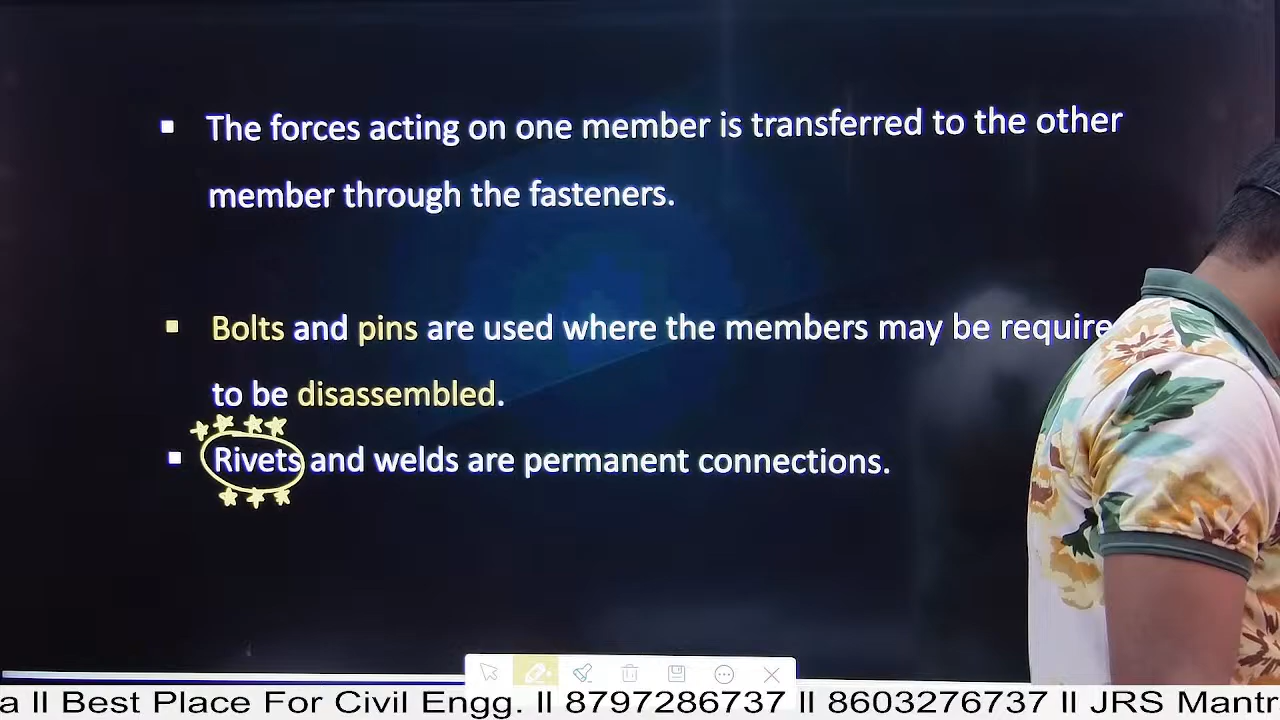 ▪ The forces acting on one member is transferred to the other
member through the fasteners.
▪ Bolts and pins are used where the members may be require
to be disassembled.
▪ Rivets and welds are permanent connections.
a ll Best Place For Civil Engg. ll 8797286737 ll 8603276737 ll JRS Mantr